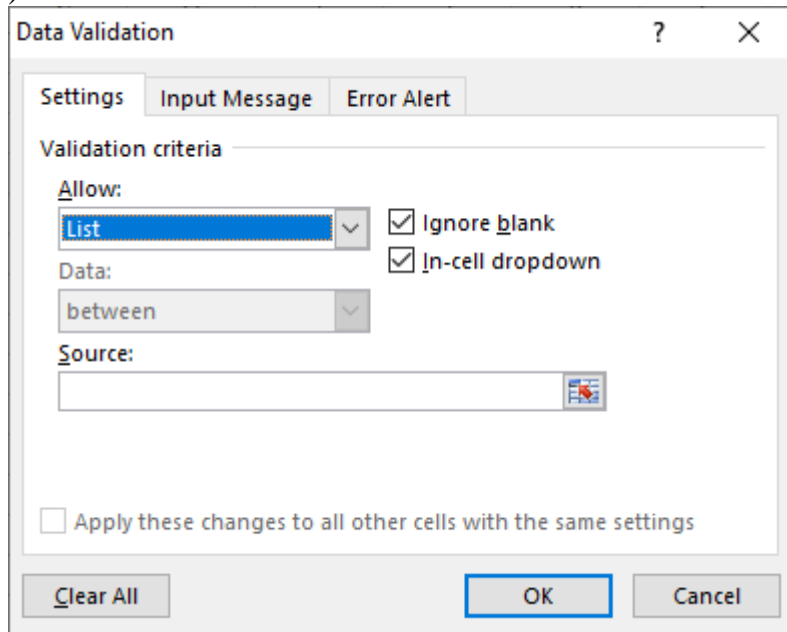 Data Validation ?
Settings Input Message Error Alert
Validation criteria
Allow:
List
Ignore blank
In-cell dropdown
Data:
between
Source:
Apply these changes to all other cells with the same settings
Clear All OK Cancel